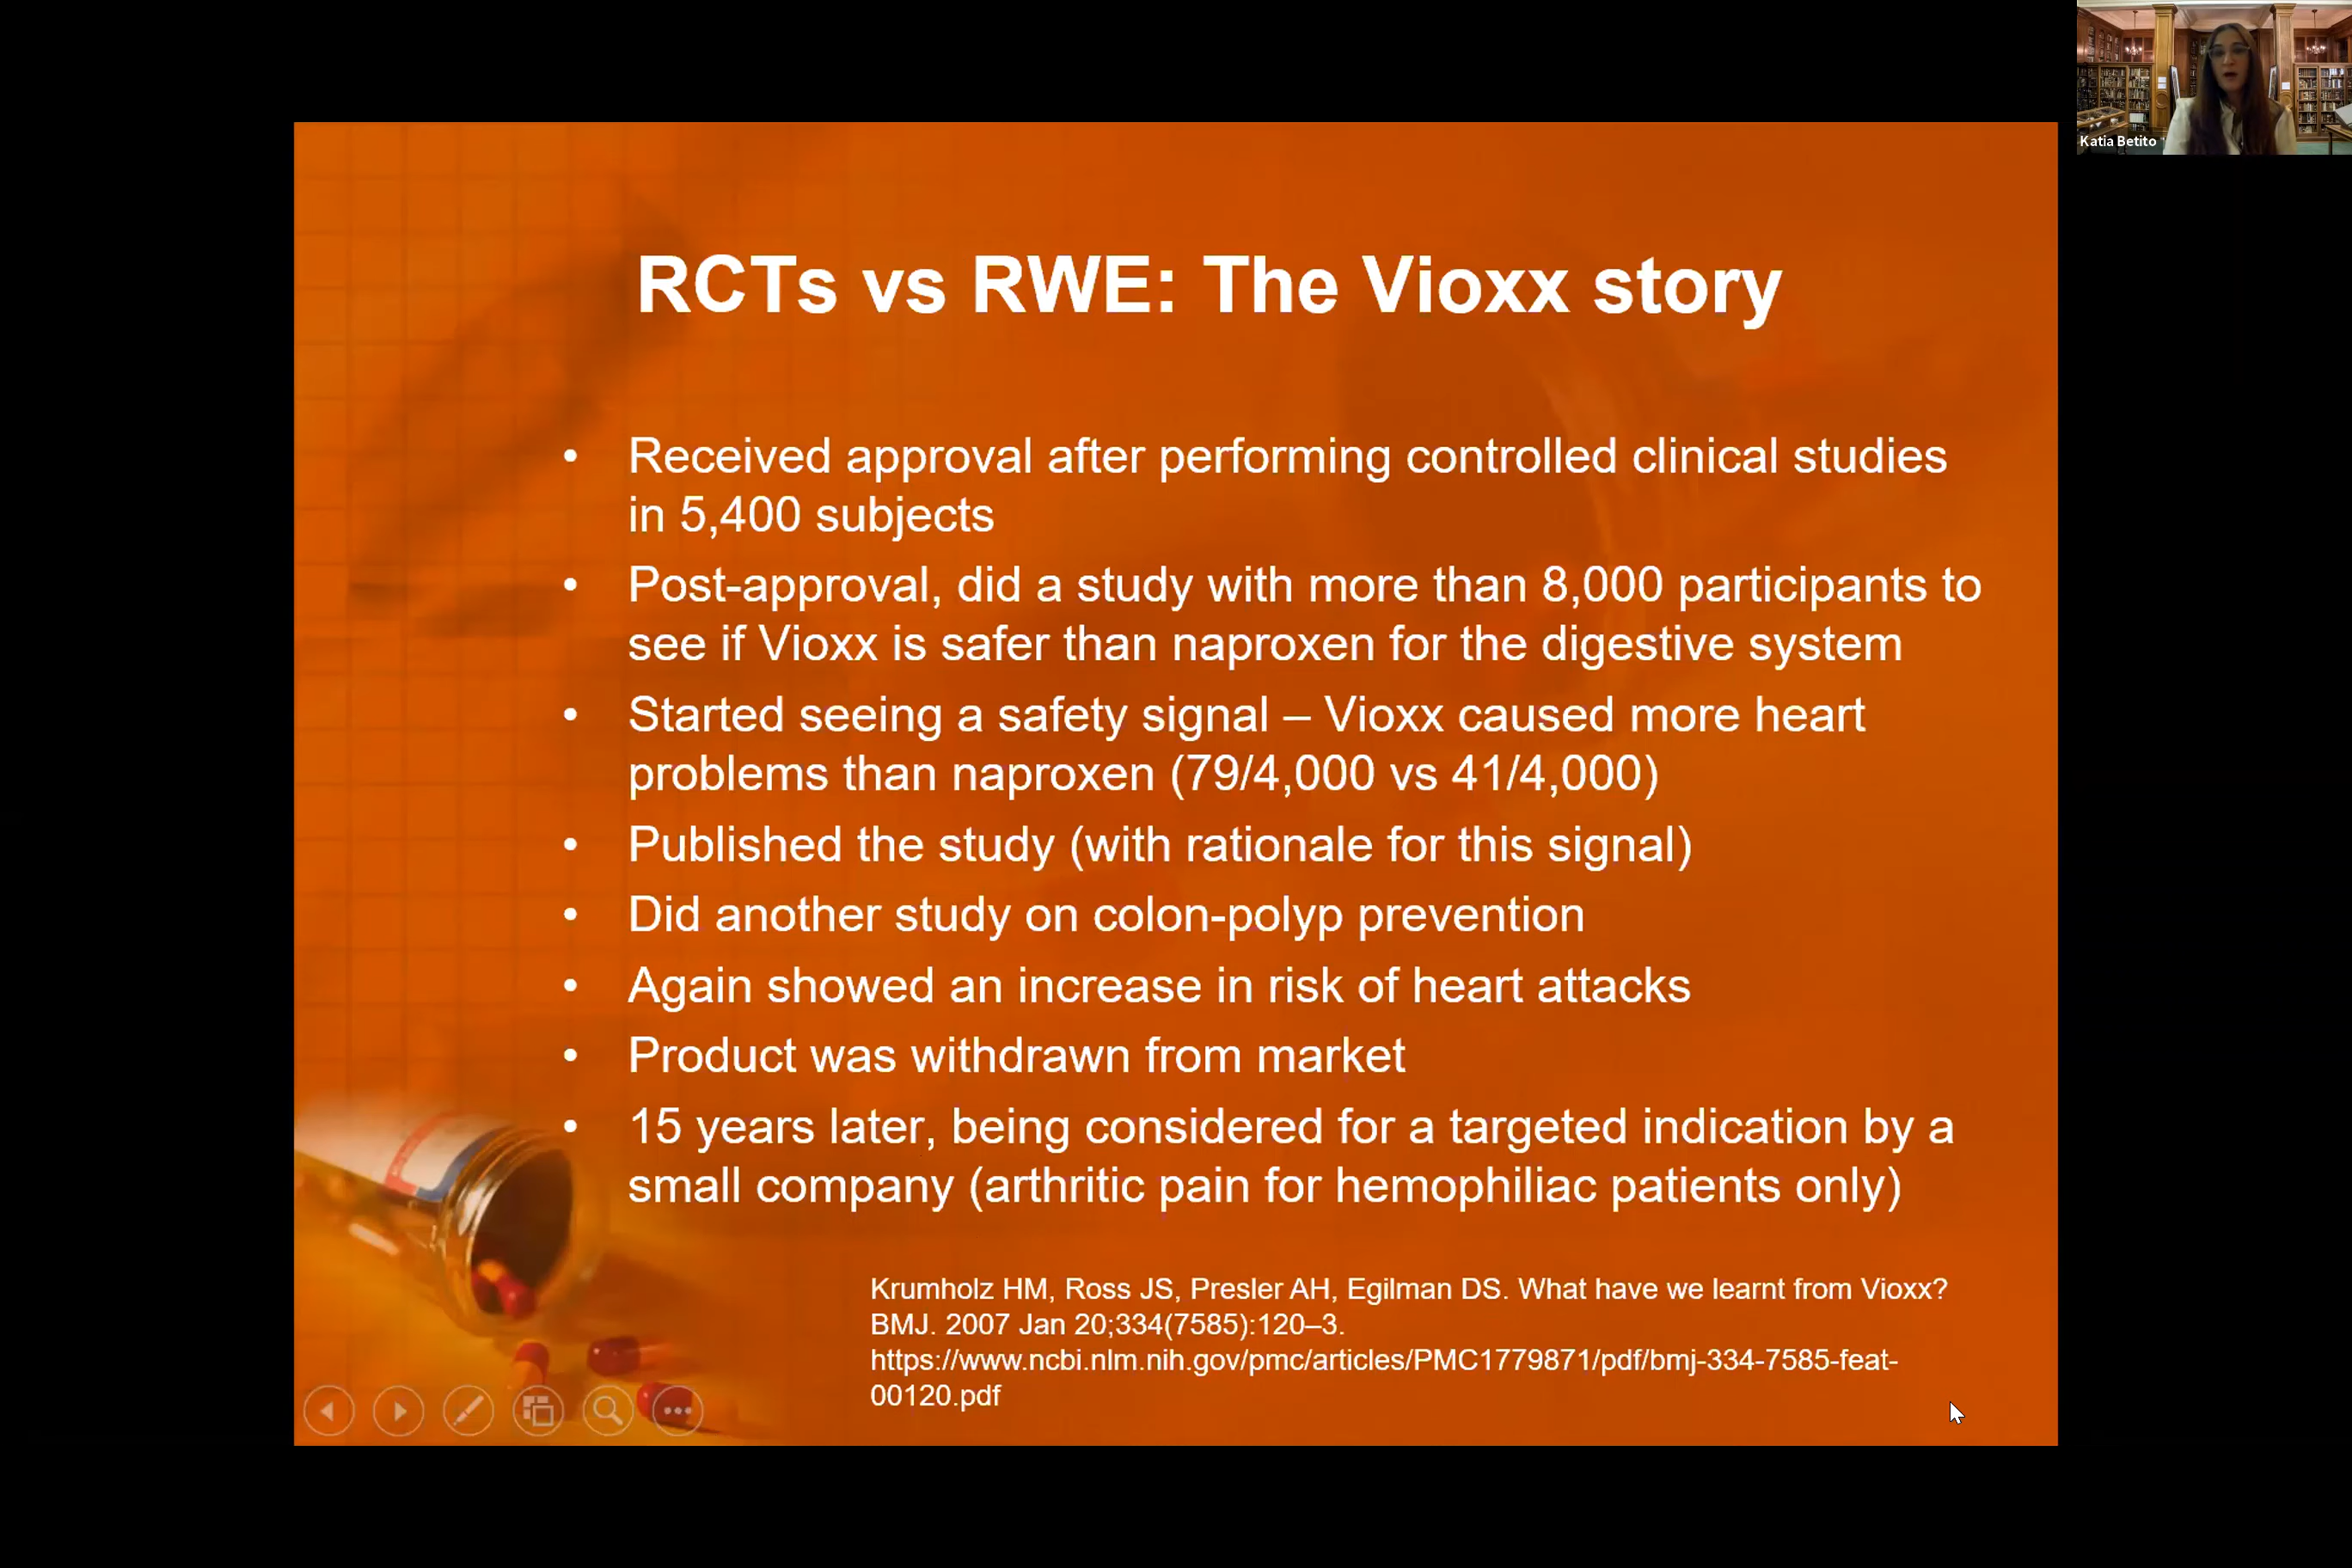 Katia Betito
RCTs vs RWE: The Vioxx story
• Received approval after performing controlled clinical studies
in 5,400 subjects
• Post-approval, did a study with more than 8,000 participants to
see if Vioxx is safer than naproxen for the digestive system
• Started seeing a safety signal – Vioxx caused more heart
problems than naproxen (79/4,000 vs 41/4,000)
• Published the study (with rationale for this signal)
• Did another study on colon-polyp prevention
• Again showed an increase in risk of heart attacks
• Product was withdrawn from market
• 15 years later, being considered for a targeted indication by a
small company (arthritic pain for hemophiliac patients only)
Krumholz HM, Ross JS, Presler AH, Egilman DS. What have we learnt from Vioxx?
BMJ. 2007 Jan 20;334(7585):120–3.
https://www.ncbi.nlm.nih.gov/pmc/articles/PMC1779871/pdf/bmj-334-7585-feat-
00120.pdf